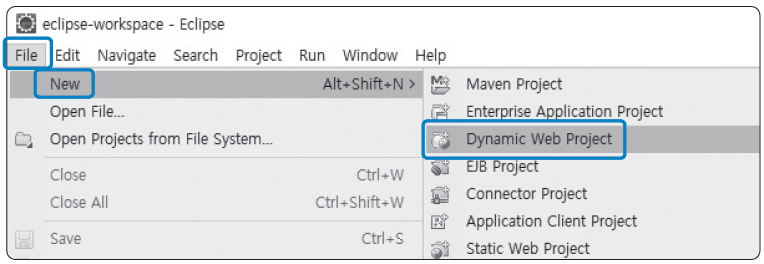 eclipse-workspace - Eclipse
File Edit Navigate Search Project Run Window Help
New Alt+Shift+N >
Open File...
Open Projects from File System...
Close Ctrl+W
Close All Ctrl+Shift+W
Save Ctrl+S
Maven Project
Enterprise Application Project
Dynamic Web Project
EJB Project
Connector Project
Application Client Project
Static Web Project